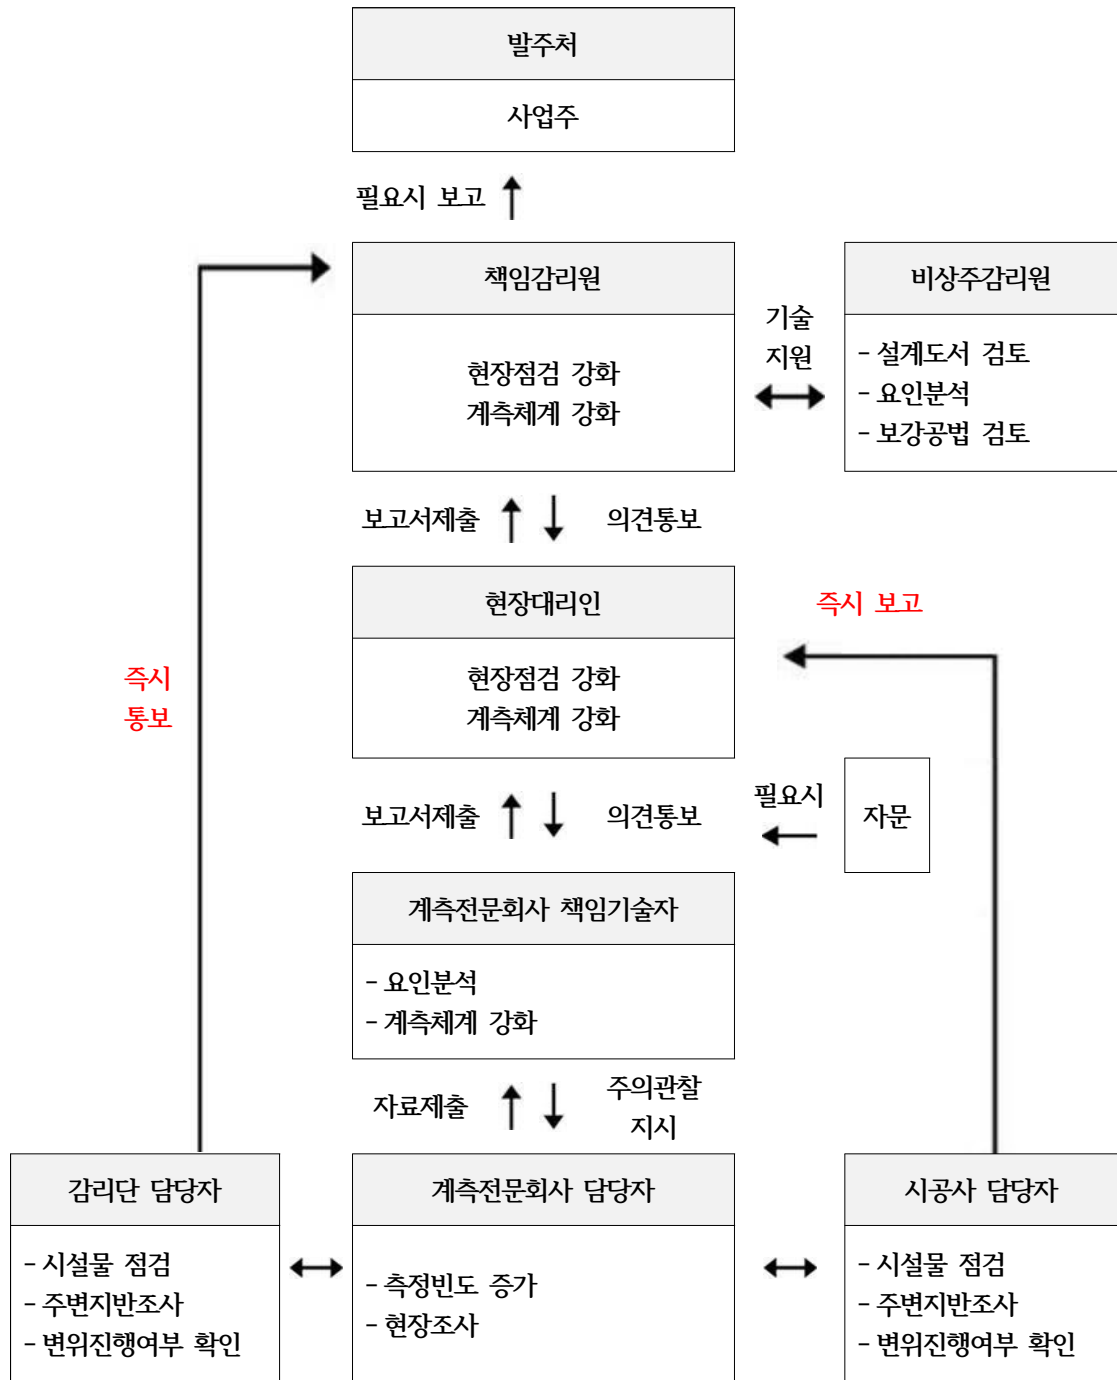 발주처
사업주
필요시 보고
책임감리원
현장점검 강화
계측체계 강화
기술
지원
비상주감리원
- 설계도서 검토
- 요인분석
- 보강공법 검토
보고서제출
의견통보
현장대리인
현장점검 강화
계측체계 강화
즉시 보고
즉시
통보
보고서제출
의견통보
필요시
자문
계측전문회사 책임기술자
- 요인분석
- 계측체계 강화
자료제출
주의관찰
지시
감리단 담당자
- 시설물 점검
- 주변지반조사
- 변위진행여부 확인
계측전문회사 담당자
- 측정빈도 증가
- 현장조사
시공사 담당자
- 시설물 점검
- 주변지반조사
- 변위진행여부 확인